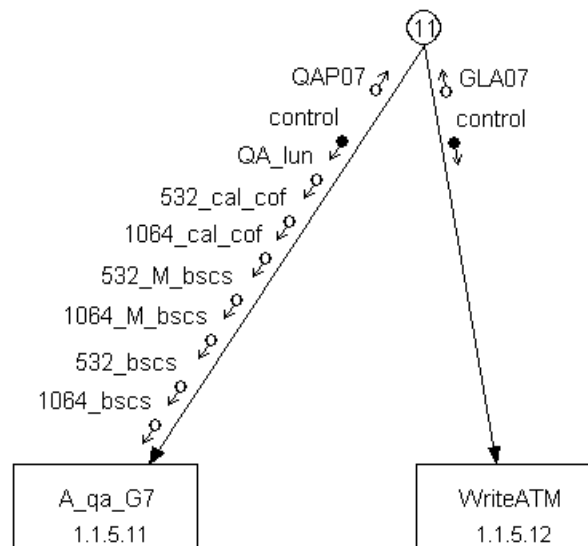 11
QAP07
GLA07
control
control
QA_lun
532_cal_cof
1064_cal_cof
532_M_bscs
1064_M_bscs
532_bscs
1064_bscs
A_qa_G7
1.1.5.11
WriteATM
1.1.5.12